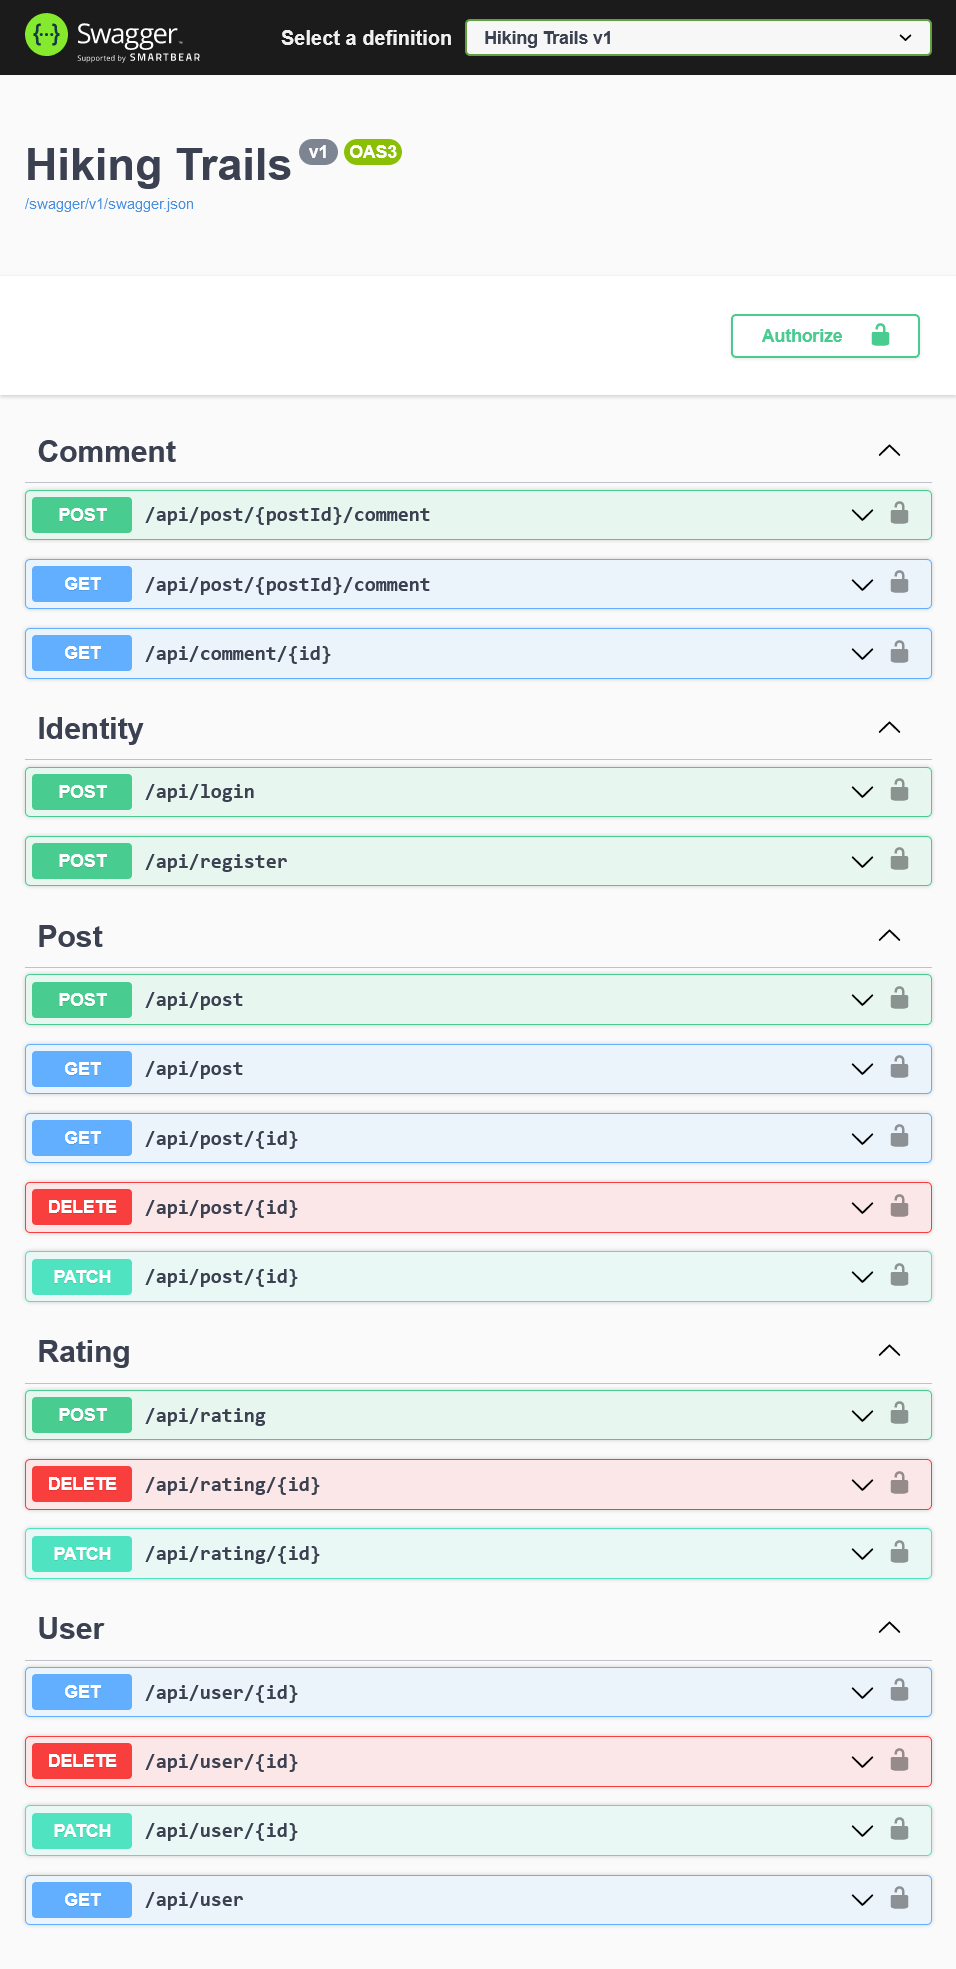 Swagger
Supported by SMARTBEAR
Select a definition
Hiking Trails v1
Hiking Trails v1 OAS3
/swagger/v1/swagger.json
Authorize
Comment
POST /api/post/{postId}/comment
GET /api/post/{postId}/comment
GET /api/comment/{id}
Identity
POST /api/login
POST /api/register
Post
POST /api/post
GET /api/post
GET /api/post/{id}
DELETE /api/post/{id}
PATCH /api/post/{id}
Rating
POST /api/rating
DELETE /api/rating/{id}
PATCH /api/rating/{id}
User
GET /api/user/{id}
DELETE /api/user/{id}
PATCH /api/user/{id}
GET /api/user